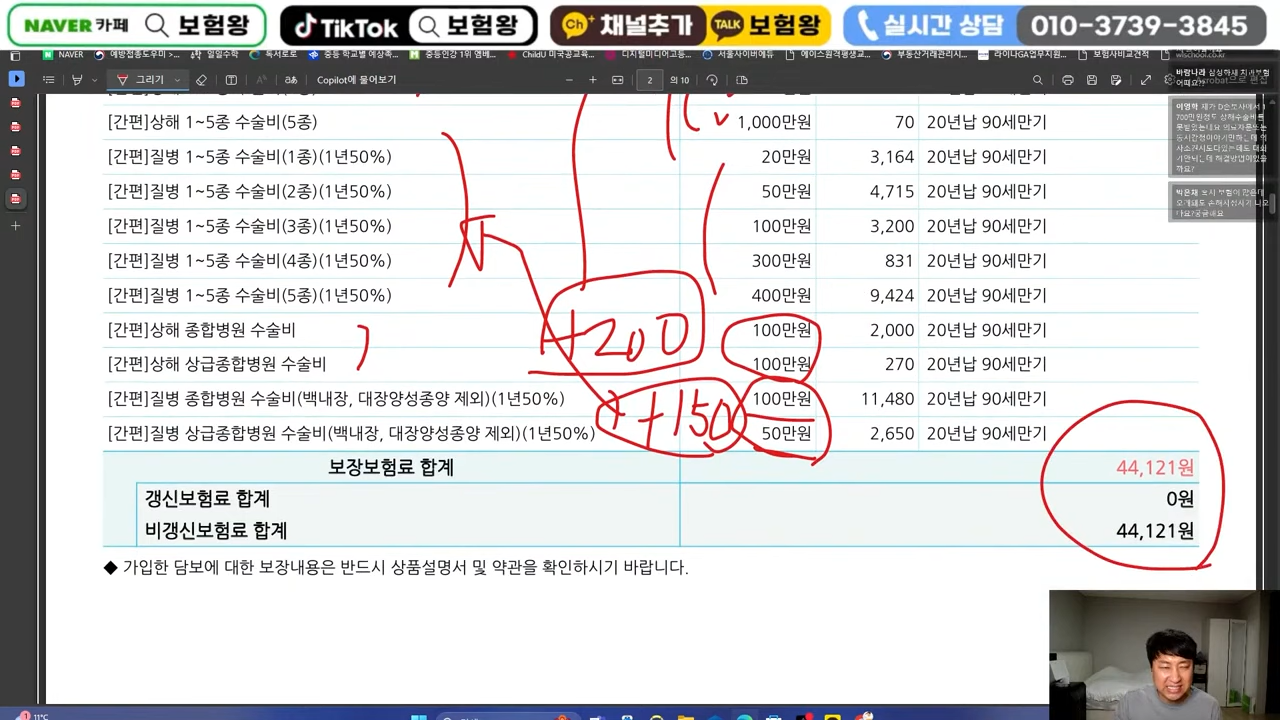 NAVER 카페 보험왕 TikTok 보험왕 Ch+ 채널추가 TALK 보험왕 실시간 상담 010-3739-3845
NAVER
그리기 Copilot에 물어보기 2 의 10
[간편]상해 1~5종 수술비(5종) 1,000만원 70 20년납 90세만기
[간편]질병 1~5종 수술비(1종)(1년50%) 20만원 3,164 20년납 90세만기
[간편]질병 1~5종 수술비(2종)(1년50%) 50만원 4,715 20년납 90세만기
[간편]질병 1~5종 수술비(3종)(1년50%) 100만원 3,200 20년납 90세만기
[간편]질병 1~5종 수술비(4종)(1년50%) 300만원 831 20년납 90세만기
[간편]질병 1~5종 수술비(5종)(1년50%) 400만원 9,424 20년납 90세만기
[간편]상해 종합병원 수술비 100만원 2,000 20년납 90세만기
+200
[간편]상해 상급종합병원 수술비 100만원 270 20년납 90세만기
[간편]질병 종합병원 수술비(백내장, 대장양성종양 제외)(1년50%) 100만원 11,480 20년납 90세만기
+150
[간편]질병 상급종합병원 수술비(백내장, 대장양성종양 제외)(1년50%) 50만원 2,650 20년납 90세만기
보장보험료 합계 44,121원
갱신보험료 합계 0원
비갱신보험료 합계 44,121원
◆ 가입한 담보에 대한 보장내용은 반드시 상품설명서 및 약관을 확인하시기 바랍니다.
11°C